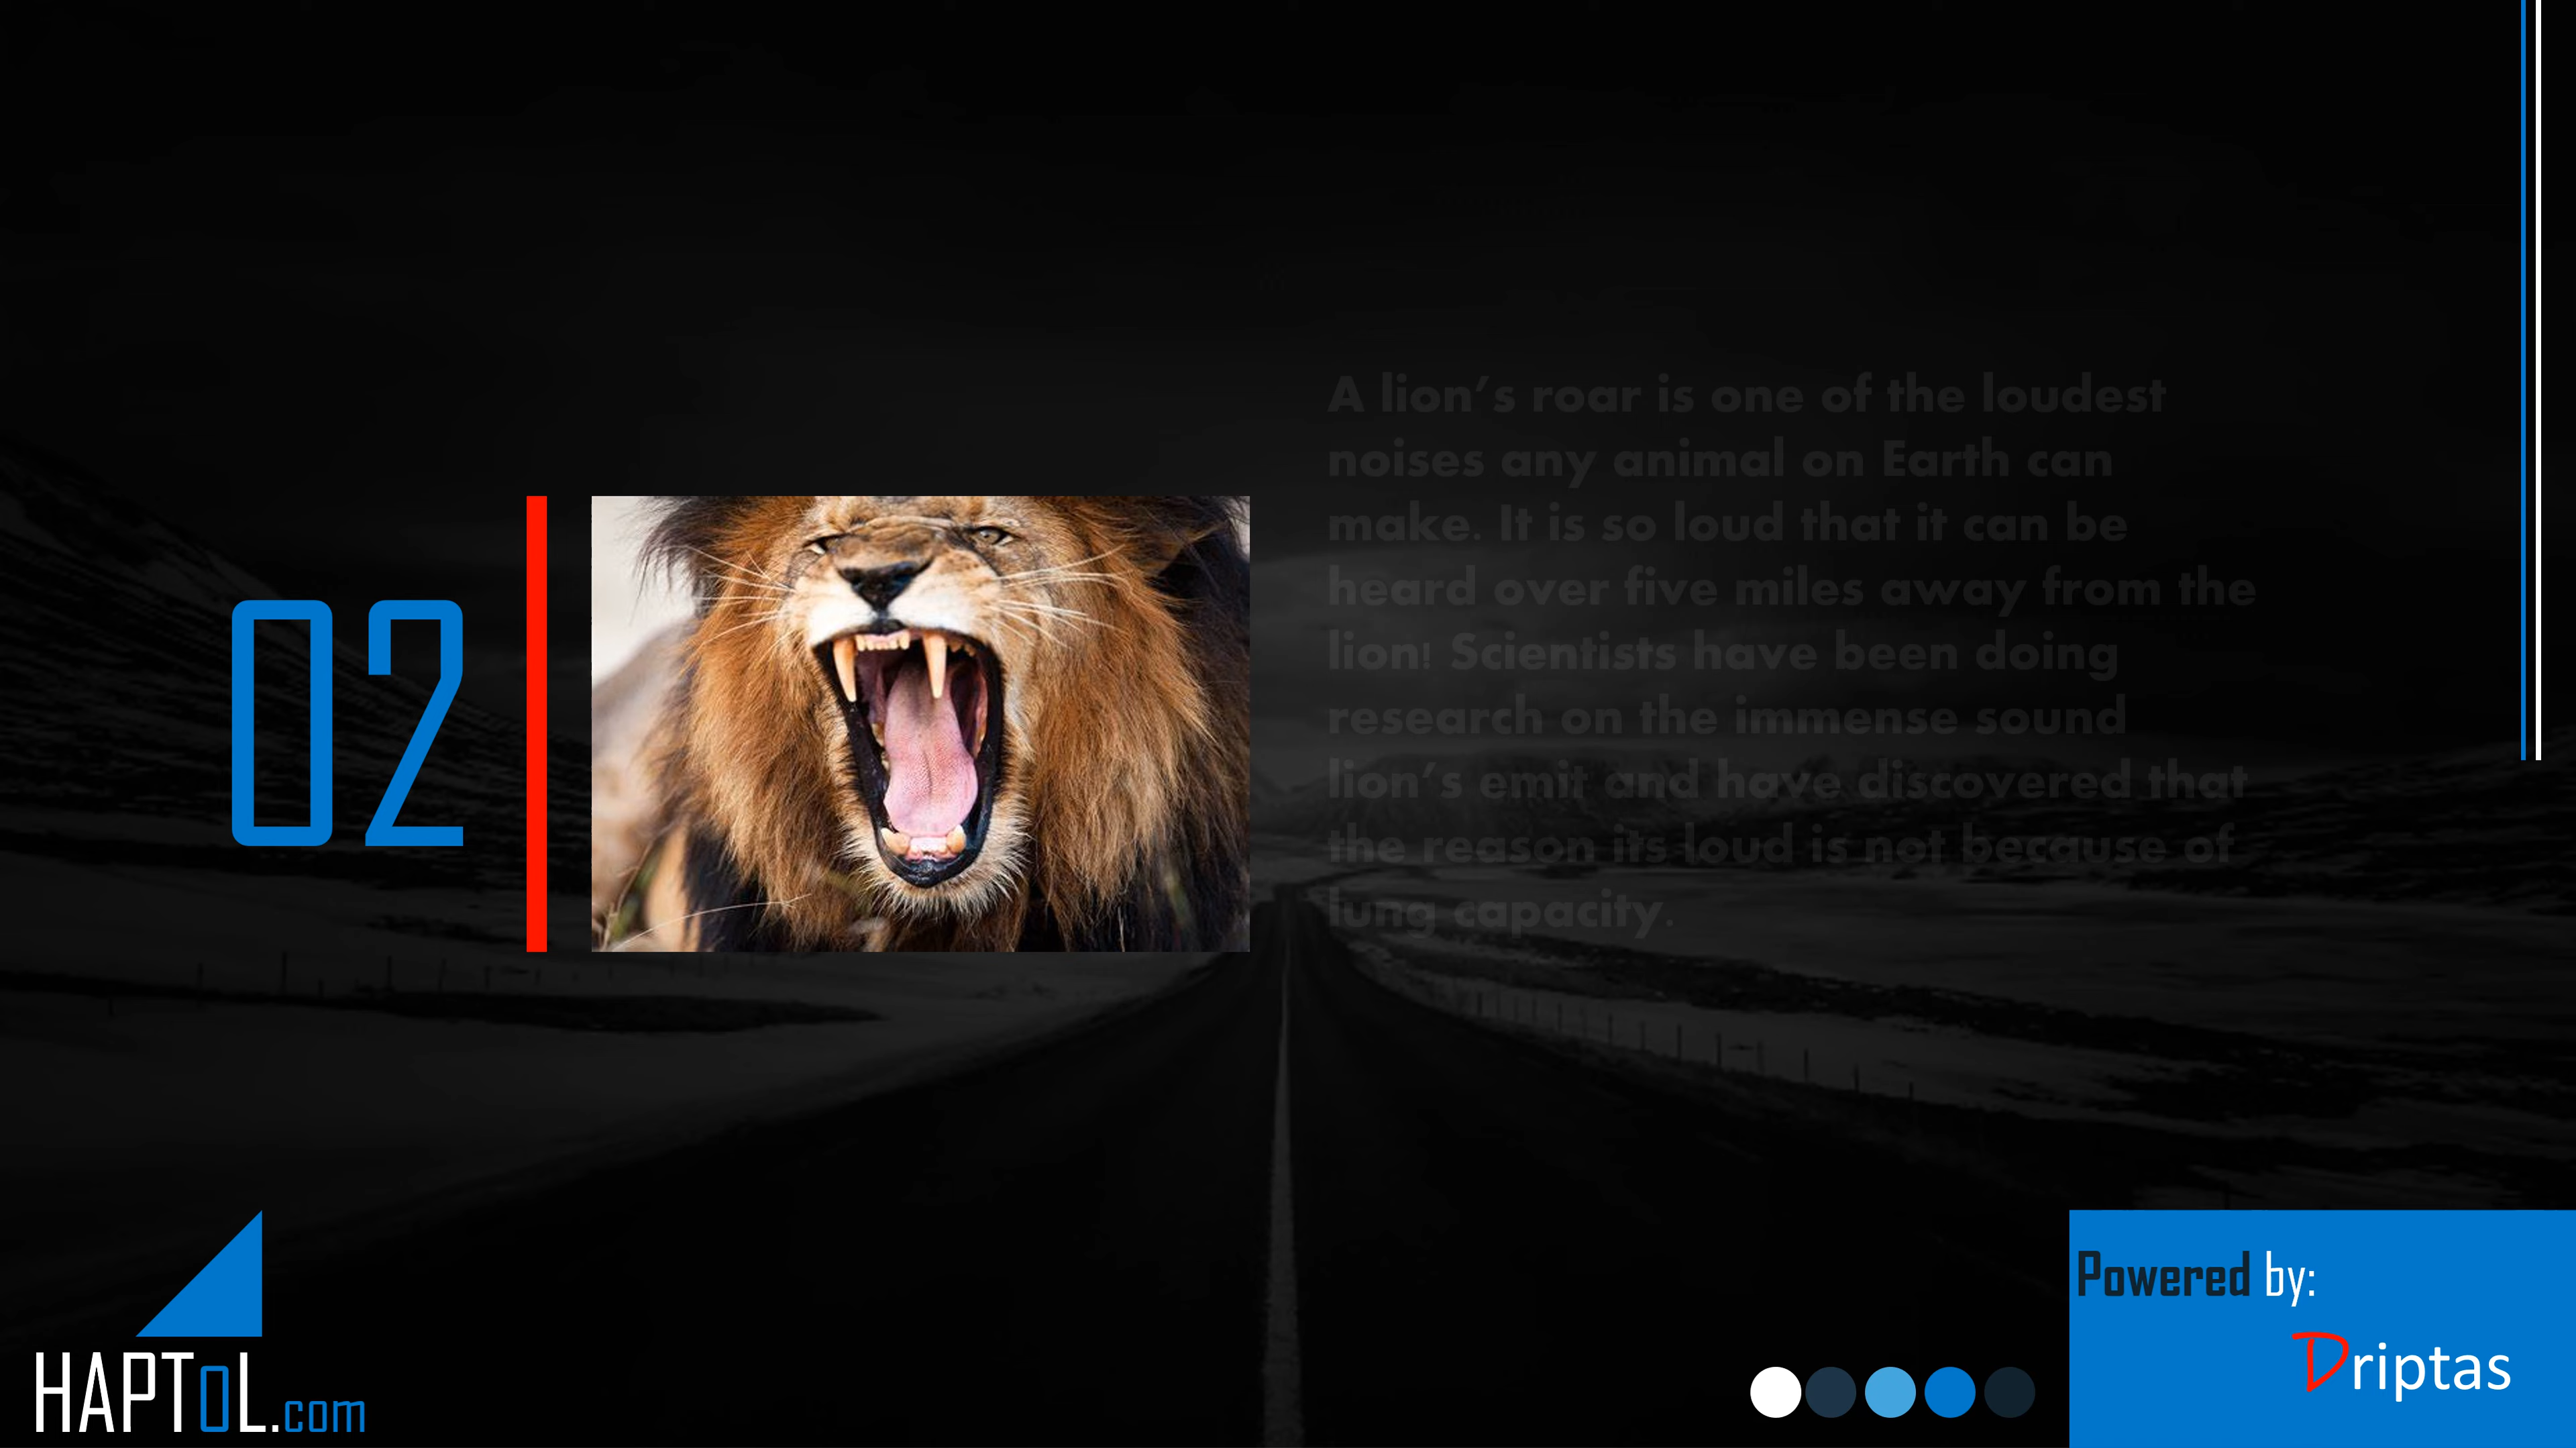 02
A lion’s roar is one of the loudest
noises any animal on Earth can
make. It is so loud that it can be
heard over five miles away from the
lion! Scientists have been doing
research on the immense sound
lion’s emit and have discovered that
the reason its loud is not because of
lung capacity.
HAPToL.com
Powered by:
Driptas